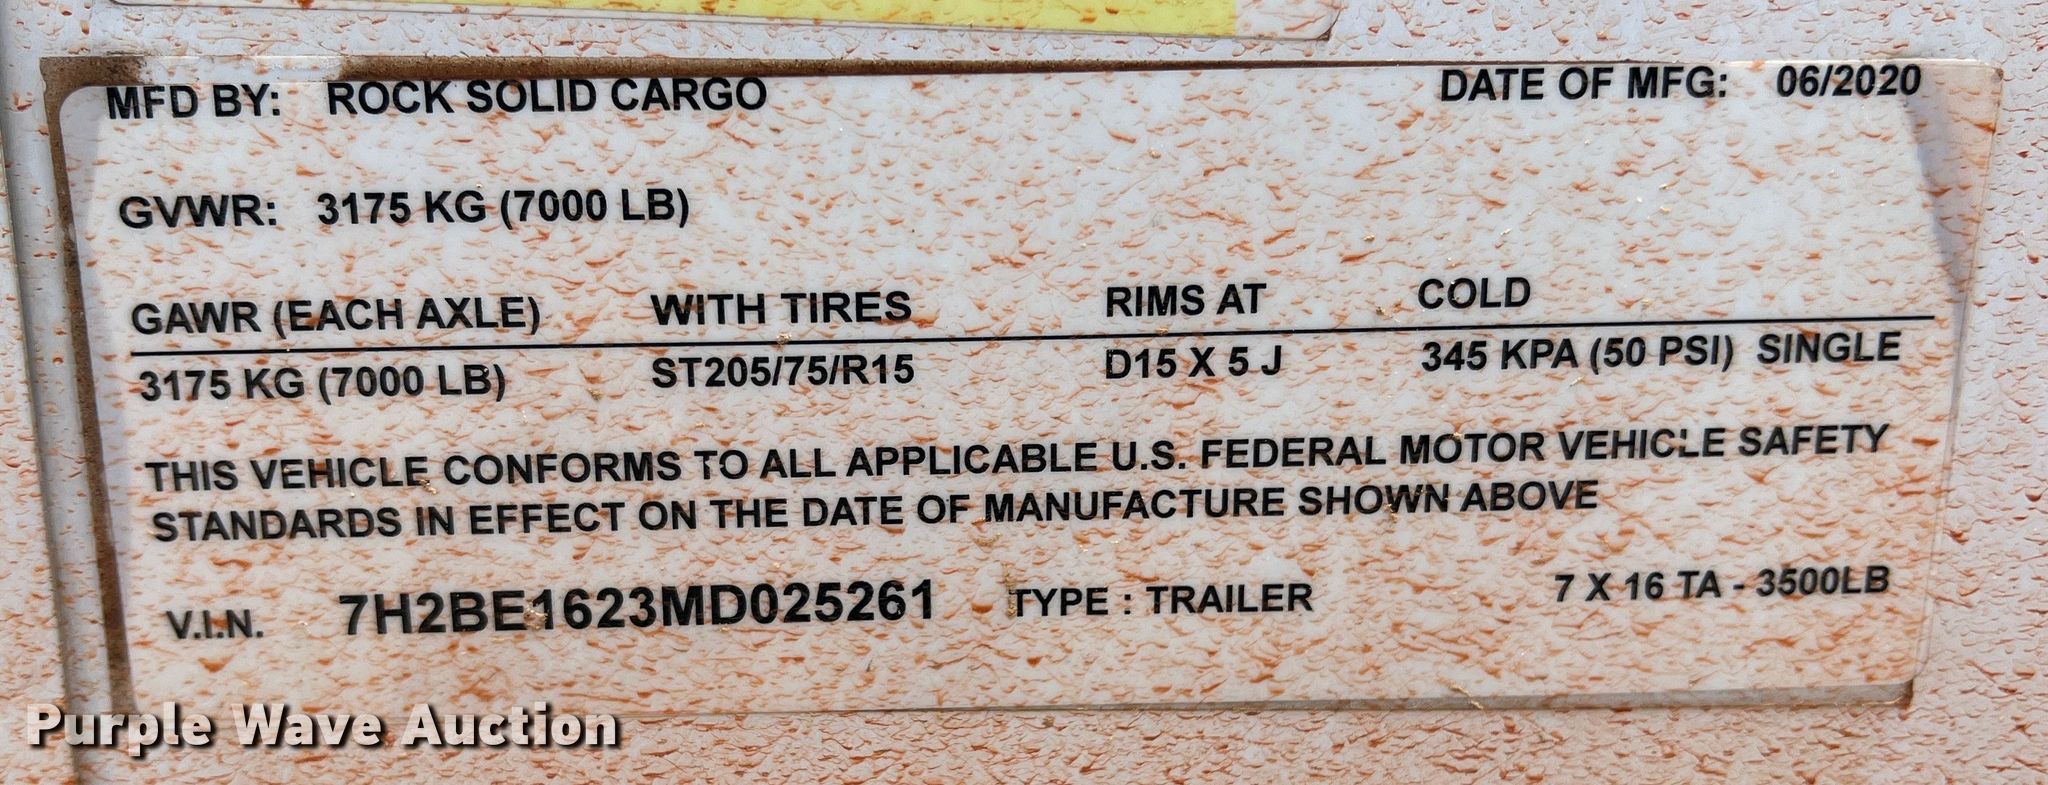 MFD BY: ROCK SOLID CARGO DATE OF MFG: 06/2020
GVWR: 3175 KG (7000 LB)
GAWR (EACH AXLE) WITH TIRES RIMS AT COLD
3175 KG (7000 LB) ST205/75/R15 D15 X 5 J 345 KPA (50 PSI) SINGLE
THIS VEHICLE CONFORMS TO ALL APPLICABLE U.S. FEDERAL MOTOR VEHICLE SAFETY
STANDARDS IN EFFECT ON THE DATE OF MANUFACTURE SHOWN ABOVE
V.I.N. 7H2BE1623MD025261 TYPE : TRAILER 7 X 16 TA - 3500LB
Purple Wave Auction